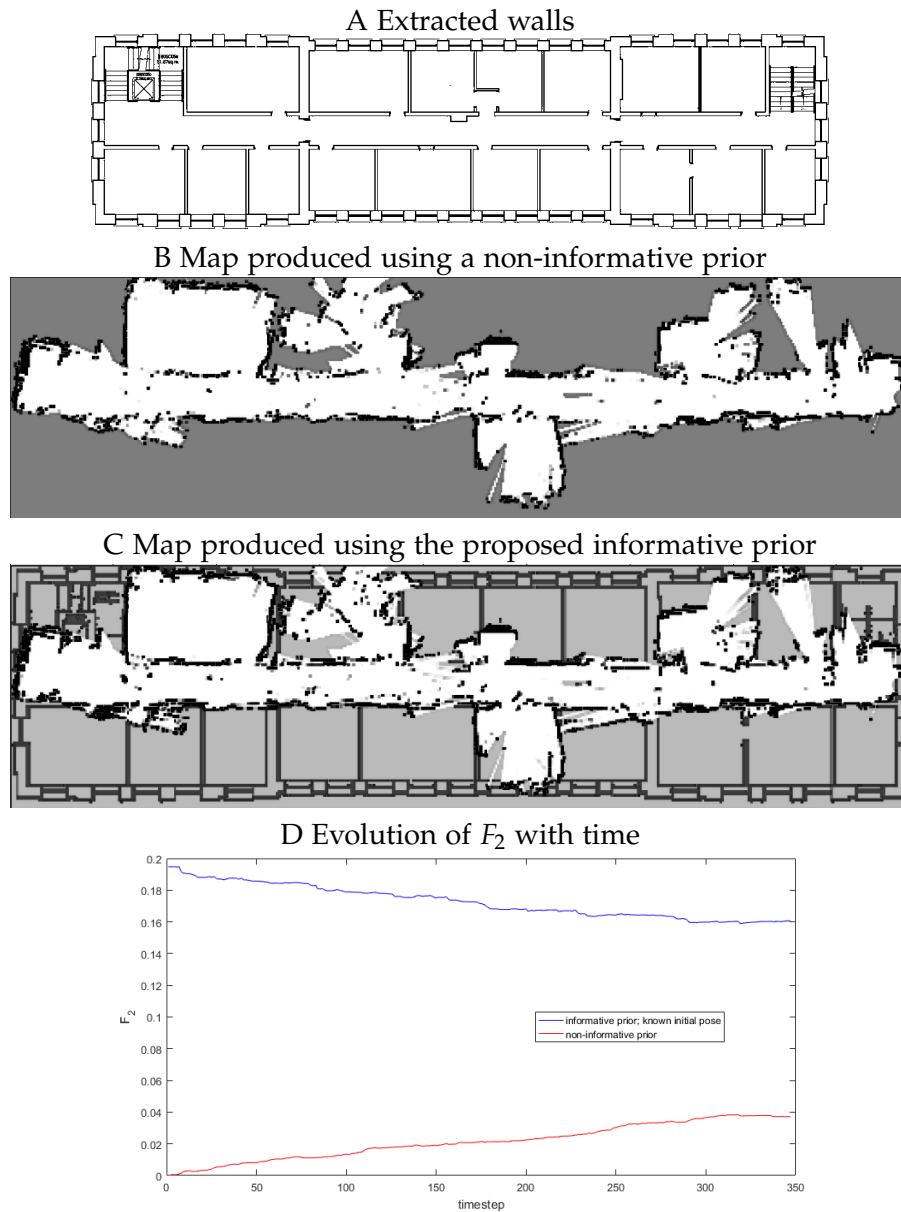 A Extracted walls
B Map produced using a non-informative prior
C Map produced using the proposed informative prior
D Evolution of F2 with time
0.2
0.18
0.16
0.14
0.12
0.1
0.08
0.06
0.04
0.02
0
F2
informative prior; known initial pose
non-informative prior
0 50 100 150 200 250 300 350
timestep